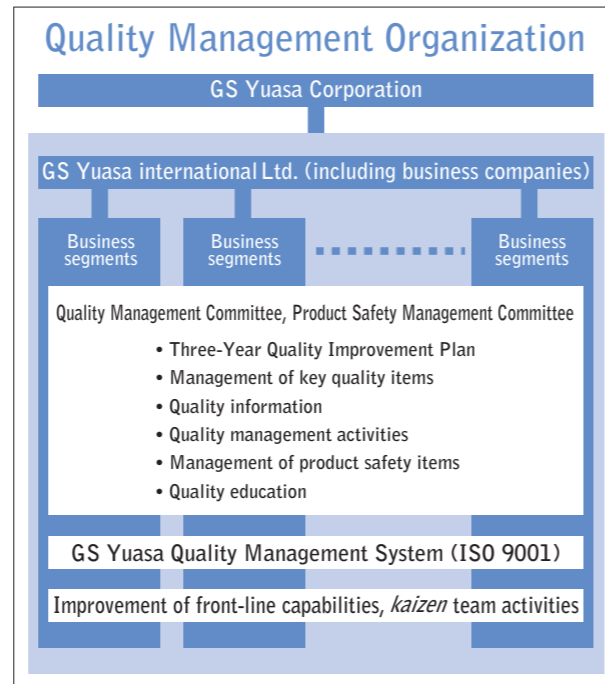 Quality Management Organization
GS Yuasa Corporation
GS Yuasa international Ltd. (including business companies)
Business
segments
Business
segments
Business
segments
Quality Management Committee, Product Safety Management Committee
• Three-Year Quality Improvement Plan
• Management of key quality items
• Quality information
• Quality management activities
• Management of product safety items
• Quality education
GS Yuasa Quality Management System (ISO 9001)
Improvement of front-line capabilities, kaizen team activities